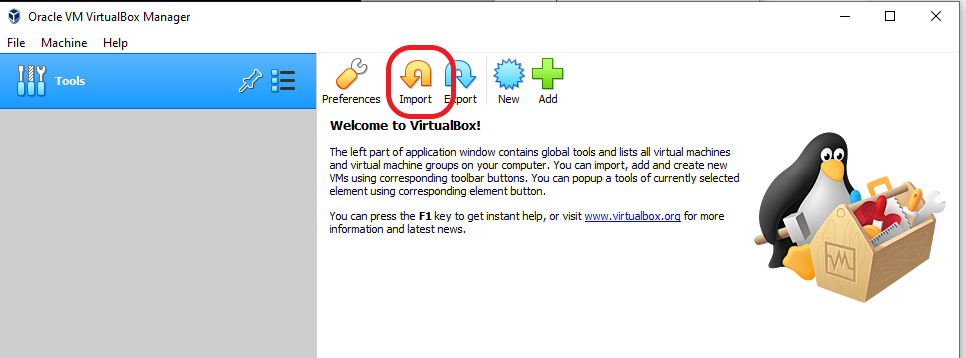 Oracle VM VirtualBox Manager
File Machine Help
Tools
Preferences Import Export New Add
Welcome to VirtualBox!
The left part of application window contains global tools and lists all virtual machines
and virtual machine groups on your computer. You can import, add and create new
VMs using corresponding toolbar buttons. You can popup a tools of currently selected
element using corresponding element button.
You can press the F1 key to get instant help, or visit www.virtualbox.org for more
information and latest news.